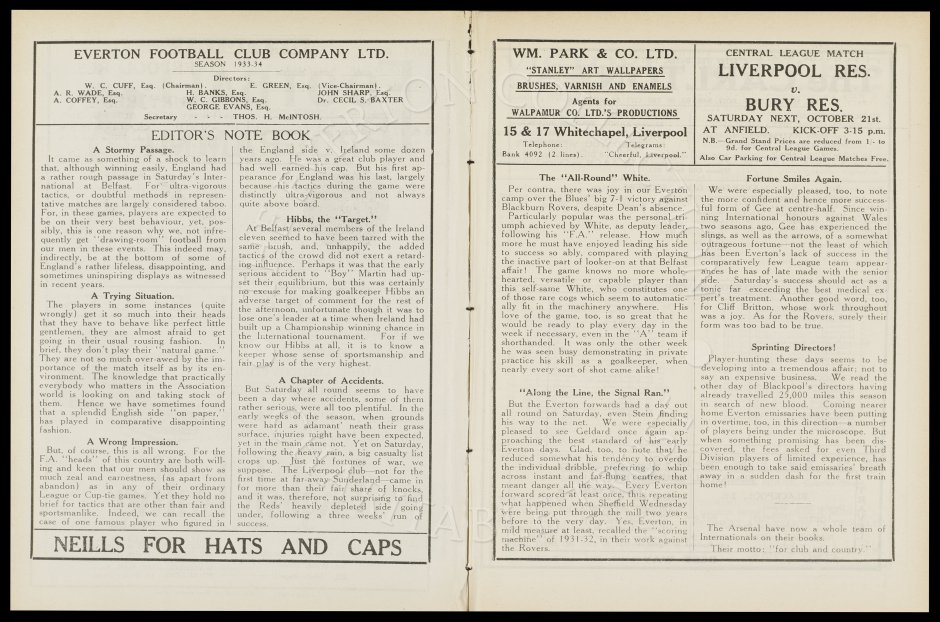 EVERTON FOOTBALL CLUB COMPANY LTD.
SEASON 1933-34
Directors:
W. C. CUFF, Esq. (Chairman). E. GREEN, Esq. (Vice-Chairman).
A. R. WADE, Esq. H. BANKS, Esq. JOHN SHARP, Esq.
A. COFFEY, Esq. W. C. GIBBONS, Esq. Dr. CECIL S. BAXTER
GEORGE EVANS, Esq.
Secretary - - - THOS. H. McINTOSH.
EDITOR'S NOTE BOOK
A Stormy Passage.
It came as something of a shock to learn
that, although winning easily, England had
a rather rough passage in Saturday's Inter-
national at Belfast. For ultra-vigorous
tactics, or doubtful methods in represen-
tative matches are largely considered taboo.
For, in these games, players are expected to
be on their very best behaviour, yet, pos-
sibly, this is one reason why we, not infre-
quently get "drawing-room" football from
our men in these events. This indeed may,
indirectly, be at the bottom of some of
England's rather lifeless, disappointing, and
sometimes uninspiring displays as witnessed
in recent years.
A Trying Situation.
The players in some instances (quite
wrongly) get it so much into their heads
that they have to behave like perfect little
gentlemen, they are almost afraid to get
going in their usual rousing fashion. In
brief, they don't play their "natural game."
They are not so much over-awed by the im-
portance of the match itself as by its en-
vironment. The knowledge that practically
everybody who matters in the Association
world is looking on and taking stock of
them. Hence we have sometimes found
that a splendid English side "on paper,"
has played in comparative disappointing
fashion.
A Wrong Impression.
But, of course, this is all wrong. For the
F.A. "heads" of this country are both will-
ing and keen that our men should show as
much zeal and earnestness, (as apart from
abandon) as in any of their ordinary
League or Cup-tie games. Yet they hold no
brief for tactics that are other than fair and
sportsmanlike. Indeed, we can recall the
case of one famous player who figured in
the England side v. Ireland some dozen
years ago. He was a great club player and
had well earned his cap. But his first ap-
pearance for England was his last, largely
because his tactics during the game were
distinctly ultra-vigorous and not always
quite above board.
Hibbs, the "Target."
At Belfast several members of the Ireland
eleven seemed to have been tarred with the
same brush, and, unhappily, the added
tactics of the crowd did not exert a retard-
ing influence. Perhaps it was that the early
serious accident to "Boy" Martin had up-
set their equilibrium, but this was certainly
no excuse for making goalkeeper Hibbs an
adverse target of comment for the rest of
the afternoon, unfortunate though it was to
lose one's leader at a time when Ireland had
built up a Championship winning chance in
the International tournament. For if we
know our Hibbs at all, it is to know a
keeper whose sense of sportsmanship and
fair play is of the very highest.
A Chapter of Accidents.
But Saturday all round seems to have
been a day where accidents, some of them
rather serious, were all too plentiful. In the
early weeks of the season, when grounds
were hard as adamant' neath their grass
surface, injuries might have been expected,
yet in the main came not. Yet on Saturday,
following the heavy rain, a big casualty list
crops up. Just the fortunes of war, we
suppose. The Liverpool club—not for the
first time at far-away Sunderland—came in
for more than their fair share of knocks,
and it was, therefore, not surprising to find
the Reds' heavily depleted side going
under, following a three weeks' run of
success.
NEILLS FOR HATS AND CAPS
WM. PARK & CO. LTD.
"STANLEY" ART WALLPAPERS
BRUSHES, VARNISH AND ENAMELS
Agents for
WALPAMUR CO. LTD.'S PRODUCTIONS
15 & 17 Whitechapel, Liverpool
Telephone: Telegrams:
Bank 4092 (2 lines). "Cheerful, Liverpool."
CENTRAL LEAGUE MATCH
LIVERPOOL RES.
v.
BURY RES.
SATURDAY NEXT, OCTOBER 21st.
AT ANFIELD. KICK-OFF 3-15 p.m.
N.B.—Grand Stand Prices are reduced from 1/- to
9d. for Central League Games.
Also Car Parking for Central League Matches Free.
The "All-Round" White.
Per contra, there was joy in our Everton
camp over the Blues' big 7-1 victory against
Blackburn Rovers, despite Dean's absence.
Particularly popular was the personal tri-
umph achieved by White, as deputy leader,
following his "F.A." release. How much
more he must have enjoyed leading his side
to success so ably, compared with playing
the inactive part of looker-on at that Belfast
affair! The game knows no more whole-
hearted, versatile or capable player than
this self-same White, who constitutes one
of those rare cogs which seem to automatic-
ally fit in the machinery anywhere. His
love of the game, too, is so great that he
would be ready to play every day in the
week if necessary, even in the "A" team if
shorthanded. It was only the other week
he was seen busy demonstrating in private
practice his skill as a goalkeeper, when
nearly every sort of shot came alike!
"Along the Line, the Signal Ran."
But the Everton forwards had a day out
all round on Saturday, even Stein finding
his way to the net. We were especially
pleased to see Geldard once again ap-
proaching the best standard of his early
Everton days. Glad, too, to note that he
reduced somewhat his tendency to overdo
the individual dribble, preferring to whip
across instant and far-flung centres, that
meant danger all the way. Every Everton
forward scored at least once, thus repeating
what happened when Sheffield Wednesday
were being put through the mill two years
before to the very day. Yes, Everton, in
mild measure at least, recalled the "scoring
machine" of 1931-32, in their work against
the Rovers.
Fortune Smiles Again.
We were especially pleased, too, to note
the more confident and hence more success-
ful form of Gee at centre-half. Since win-
ning International honours against Wales
two seasons ago, Gee has experienced the
slings, as well as the arrows, of a somewhat
outrageous fortune—not the least of which
has been Everton's lack of success in the
comparatively few League team appear-
ances he has of late made with the senior
side. Saturday's success should act as a
tonic far exceeding the best medical ex-
pert's treatment. Another good word, too,
for Cliff Britton, whose work throughout
was a joy. As for the Rovers, surely their
form was too bad to be true.
Sprinting Directors!
Player-hunting these days seems to be
developing into a tremendous affair; not to
say an expensive business. We read the
other day of Blackpool's directors having
already travelled 25,000 miles this season
in search of new blood. Coming nearer
home Everton emissaries have been putting
in overtime, too, in this direction—a number
of players being under the microscope. But
when something promising has been dis-
covered, the fees asked for even Third
Division players of limited experience, has
been enough to take said emissaries' breath
away in a sudden dash for the first train
home!
The Arsenal have now a whole team of
Internationals on their books.
Their motto: "for club and country."